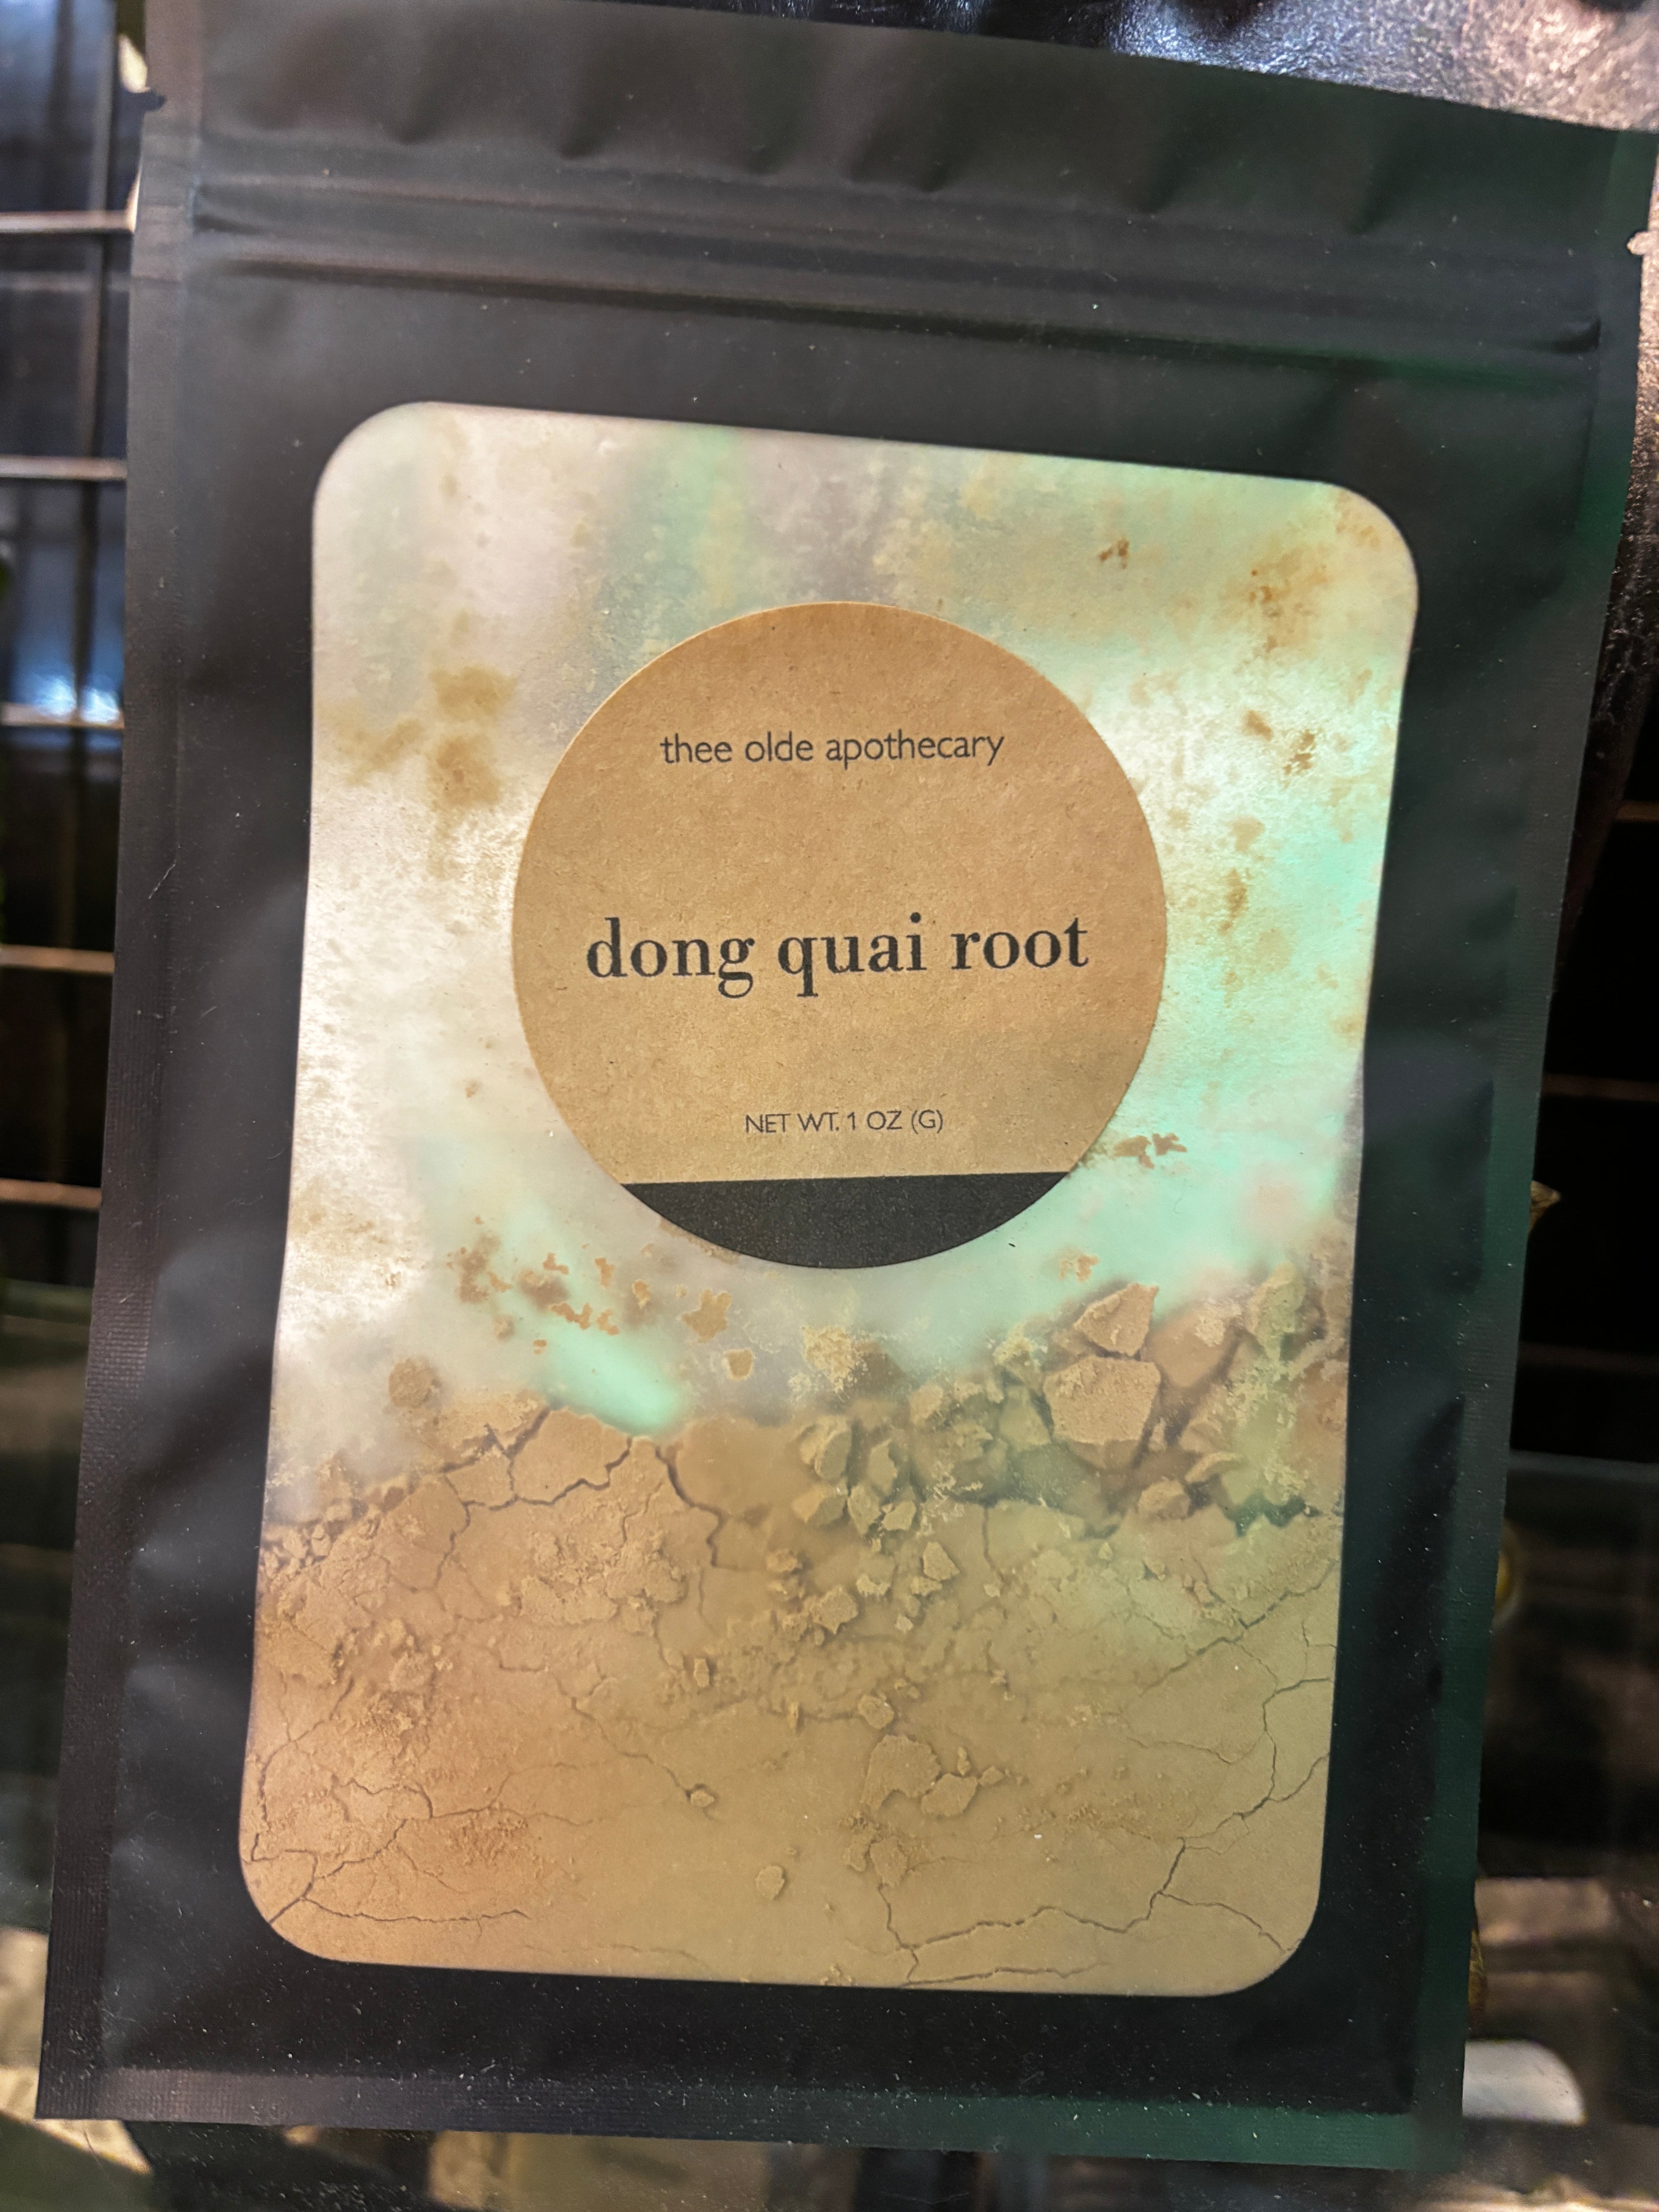 thee olde apothecary
dong quai root
NET WT. 1 OZ (G)